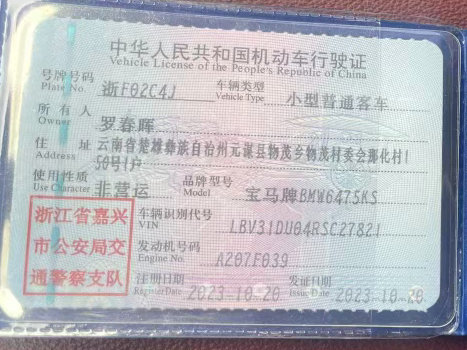 中华人民共和国机动车行驶证
Vehicle License of the People's Republic of China
号牌号码 浙F02C4J 车辆类型 小型普通客车
Plate No. Vehicle Type
所有人 罗春晖
Owner
住址 云南省楚雄彝族自治州元谋县物茂乡物茂村委会那化村1
Address 50号1户
使用性质 非营运 品牌型号 宝马牌BMW6475KS
Use Character Model
浙江省嘉兴 车辆识别代号 LBV31DU04RSC27821
VIN
市公安局交 发动机号码 A207F039
Engine No.
通警察支队 注册日期 2023-10-20 发证日期 2023-10-20
Register Date Issue Date